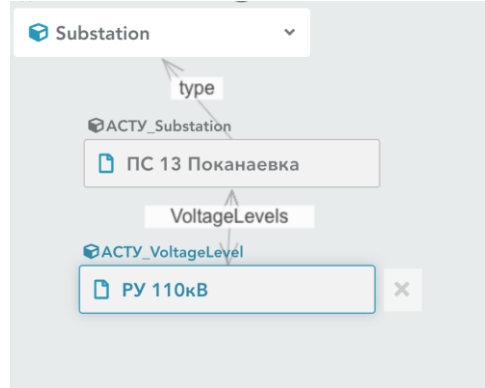 Substation
type
АСТУ_Substation
ПС 13 Поканаевка
VoltageLevels
АСТУ_VoltageLevel
РУ 110кВ